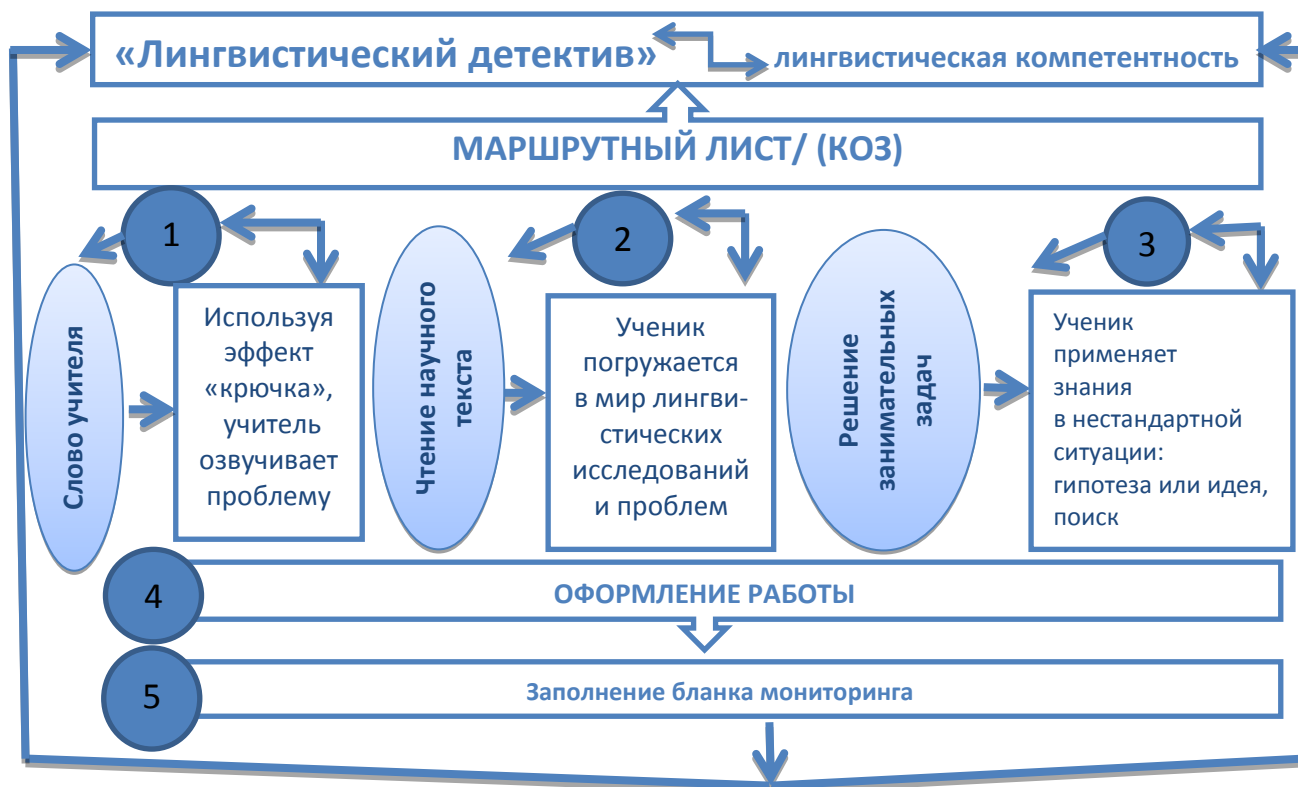 «Лингвистический детектив»
лингвистическая компетентность
МАРШРУТНЫЙ ЛИСТ/ (КОЗ)
1
Слово учителя
Используя
эффект
«крючка»,
учитель
озвучивает
проблему
2
Чтение научного
текста
Ученик
погружается
в мир лингви-
стических
исследований
и проблем
3
Решение
занимательных
задач
Ученик
применяет
знания
в нестандартной
ситуации:
гипотеза или идея,
поиск
4
ОФОРМЛЕНИЕ РАБОТЫ
5
Заполнение бланка мониторинга